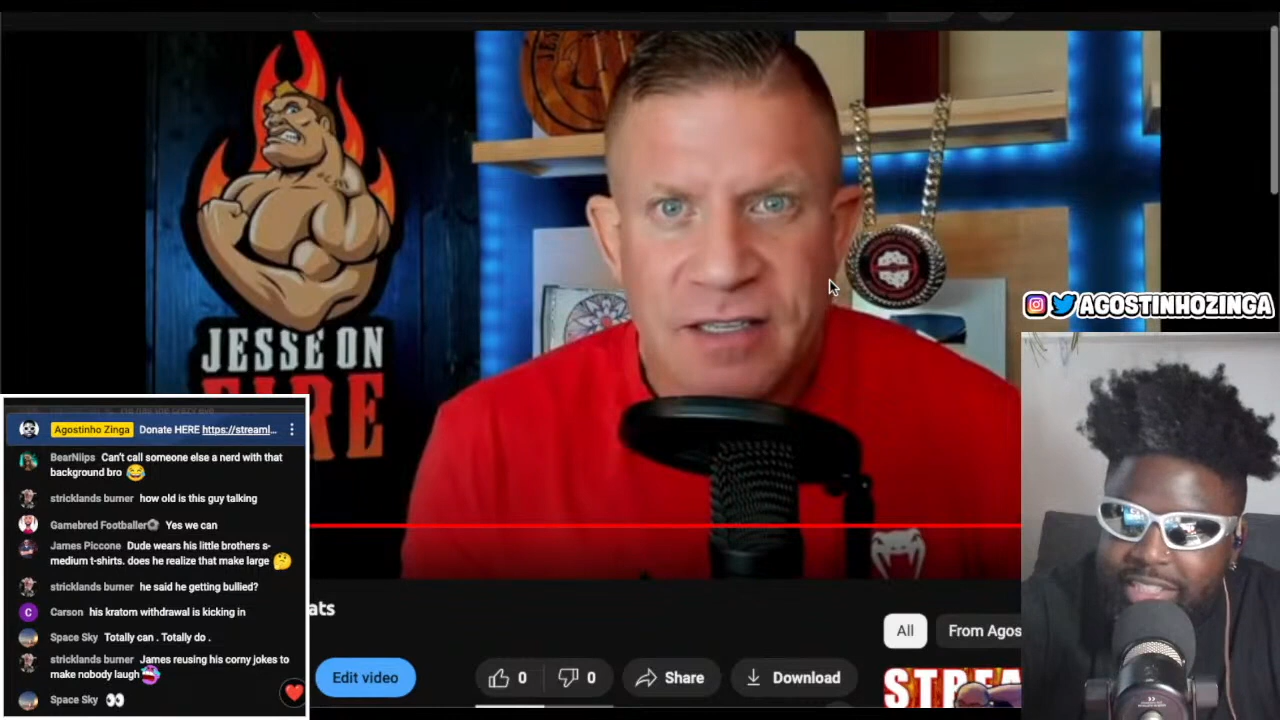 JESSE ON
FIRE
AGOSTINHOZINGA
Agostinho Zinga Donate HERE https://streaml...
BearNiips Can't call someone else a nerd with that
background bro 😂
stricklands burner how old is this guy talking
Gamebred Footballer⚽ Yes we can
James Piccone Dude wears his little brothers s-
medium t-shirts. does he realize that make large 🤔
stricklands burner he said he getting bullied?
C Carson his kratom withdrawal is kicking in
Space Sky Totally can . Totally do .
stricklands burner James reusing his corny jokes to
make nobody laugh
Space Sky 👀
ats
All From Agos
Edit video 0 0 Share Download
STRE